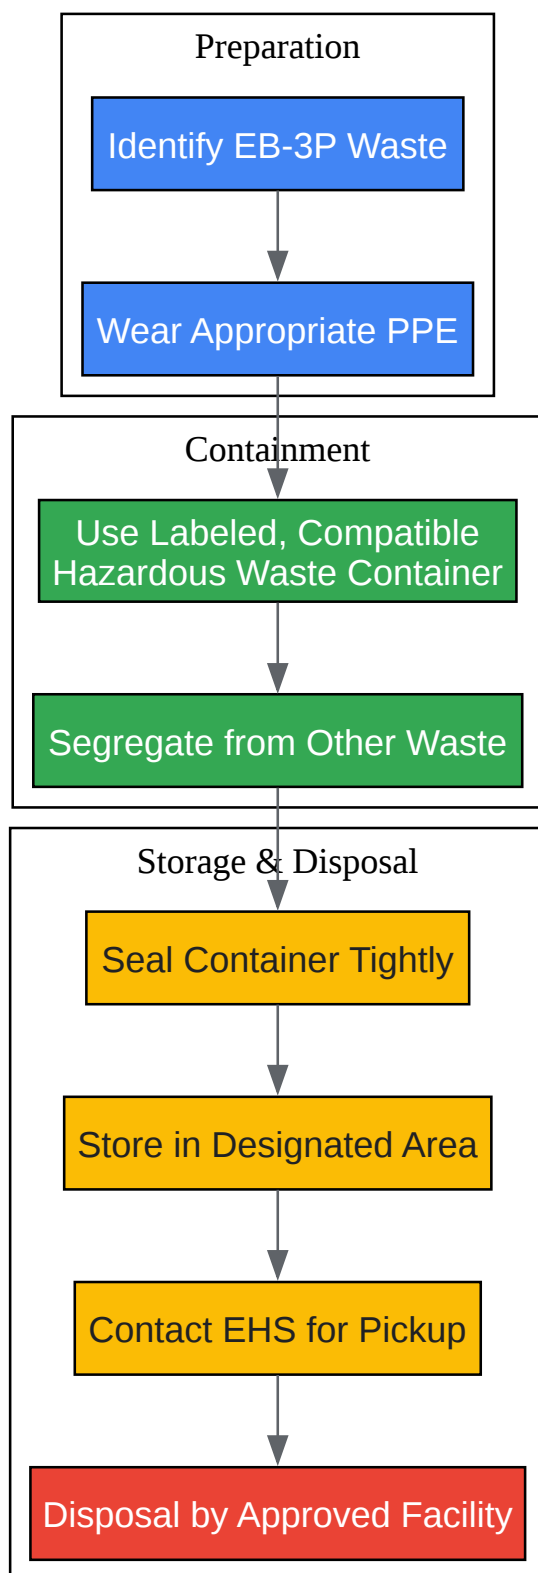 Preparation
Identify EB-3P Waste
Wear Appropriate PPE
Containment
Use Labeled, Compatible
Hazardous Waste Container
Segregate from Other Waste
Storage & Disposal
Seal Container Tightly
Store in Designated Area
Contact EHS for Pickup
Disposal by Approved Facility